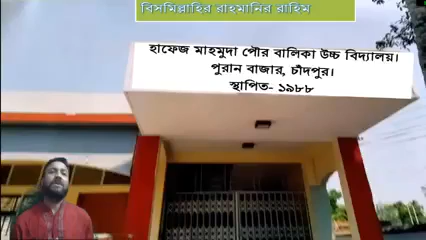 বিসমিল্লাহির রাহমানির রাহিম
হাফেজ মাহমুদা পৌর বালিকা উচ্চ বিদ্যালয়।
পুরান বাজার, চাঁদপুর।
স্থাপিত- ১৯৮৮